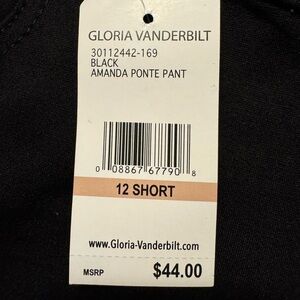 GLORIA VANDERBILT
30112442-169
BLACK
AMANDA PONTE PANT
0 08867 67790 8
12 SHORT
www.Gloria-Vanderbilt.com
MSRP $44.00